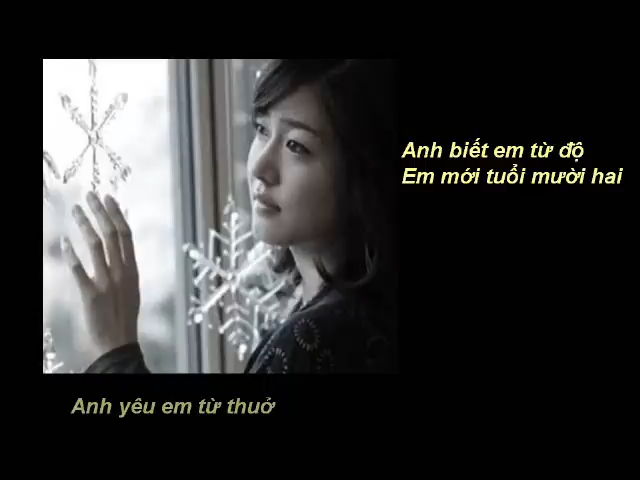 Anh biết em từ độ
Em mới tuổi mười hai
Anh yêu em từ thuở